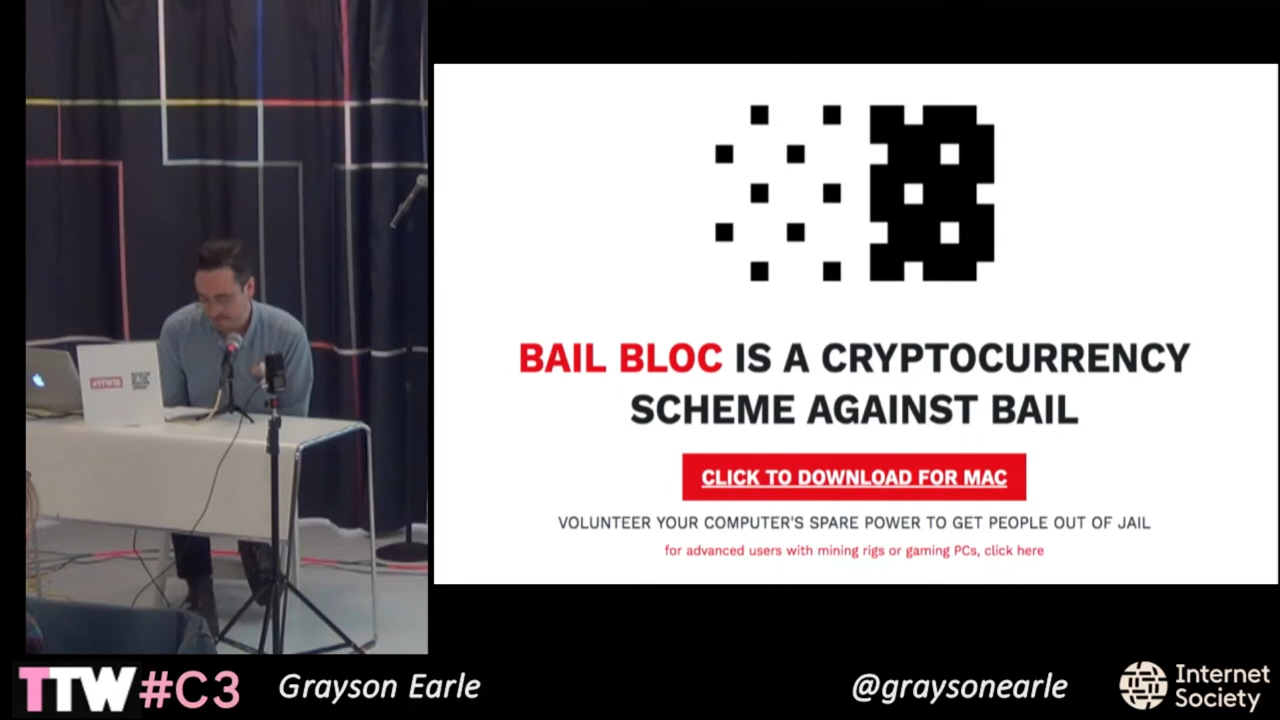 BAIL BLOC IS A CRYPTOCURRENCY
SCHEME AGAINST BAIL
CLICK TO DOWNLOAD FOR MAC
VOLUNTEER YOUR COMPUTER'S SPARE POWER TO GET PEOPLE OUT OF JAIL
for advanced users with mining rigs or gaming PCs, click here
#TTW18
TTW#C3
Grayson Earle
@graysonearle
Internet
Society